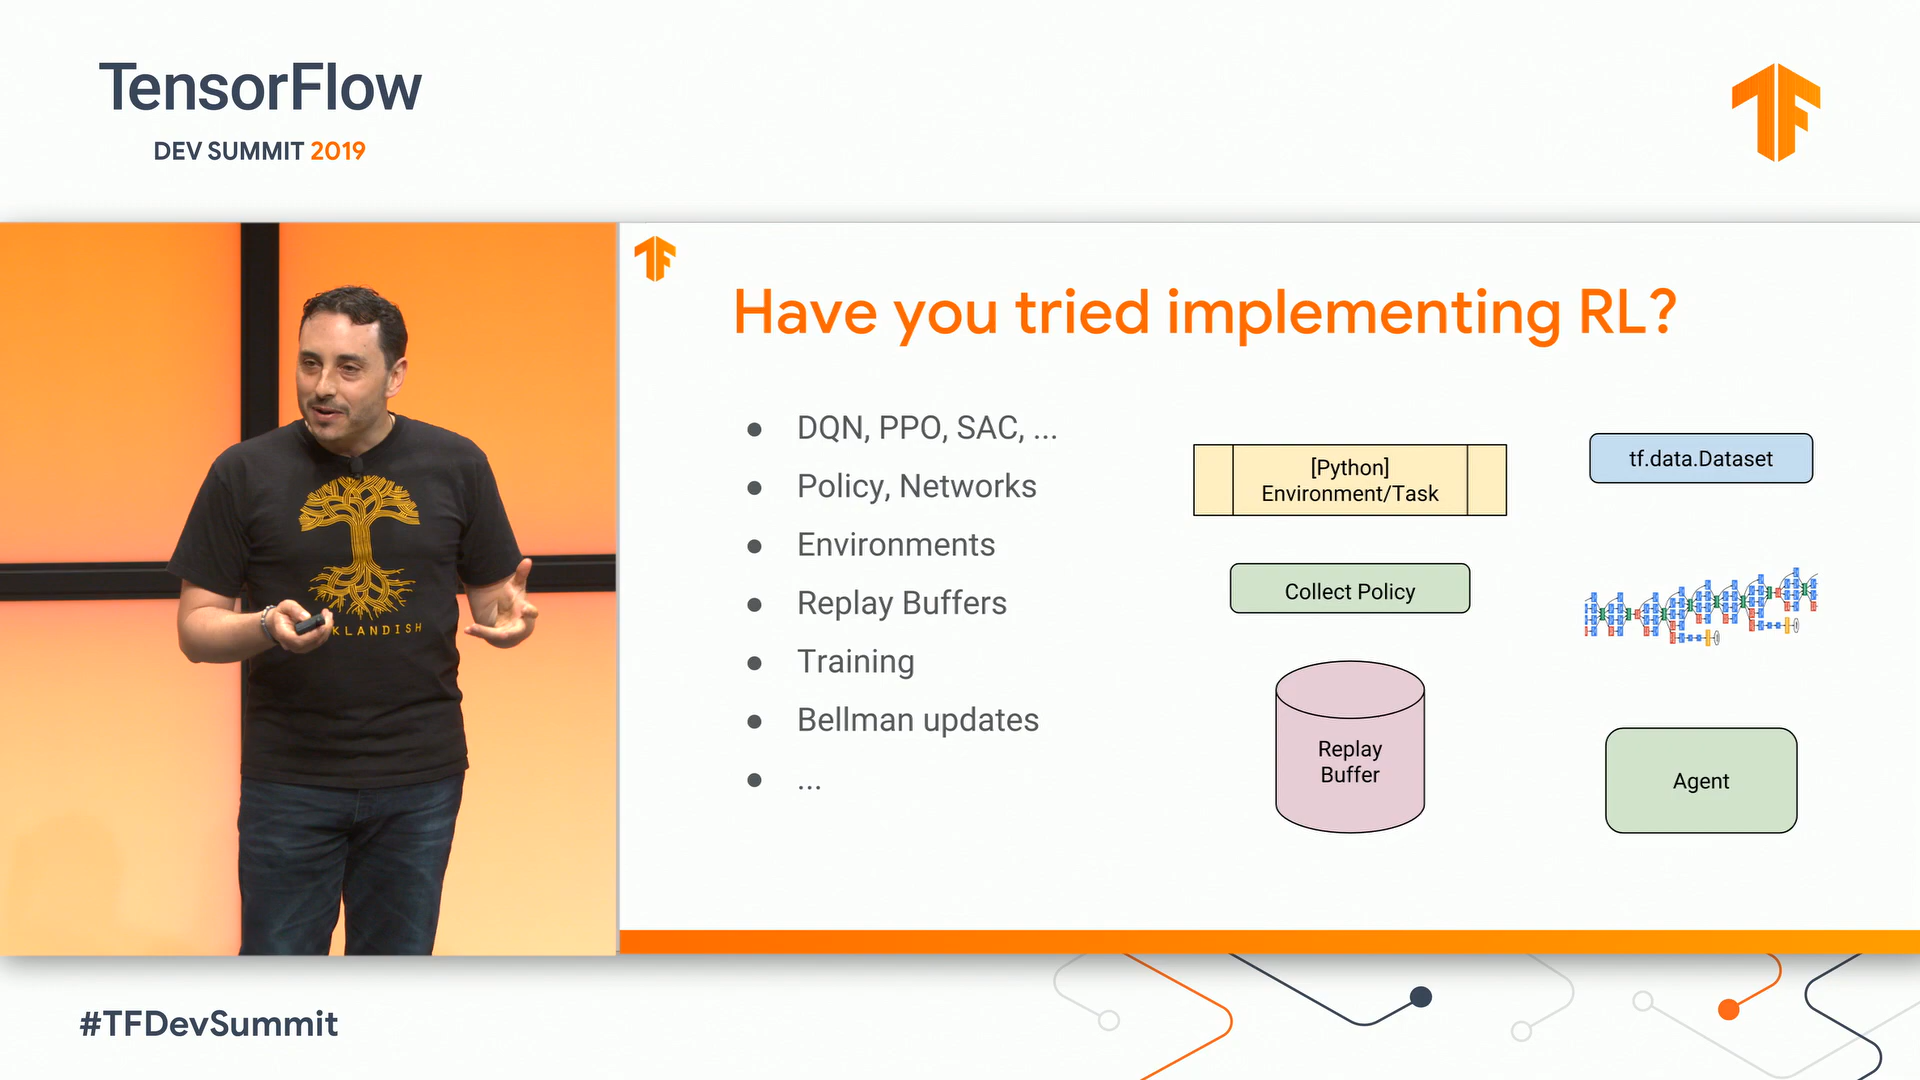 TensorFlow
DEV SUMMIT 2019
Have you tried implementing RL?
DQN, PPO, SAC, ...
Policy, Networks
Environments
Replay Buffers
Training
Bellman updates
...
[Python]
Environment/Task
Collect Policy
Replay
Buffer
tf.data.Dataset
Agent
KLANDISH
#TFDevSummit